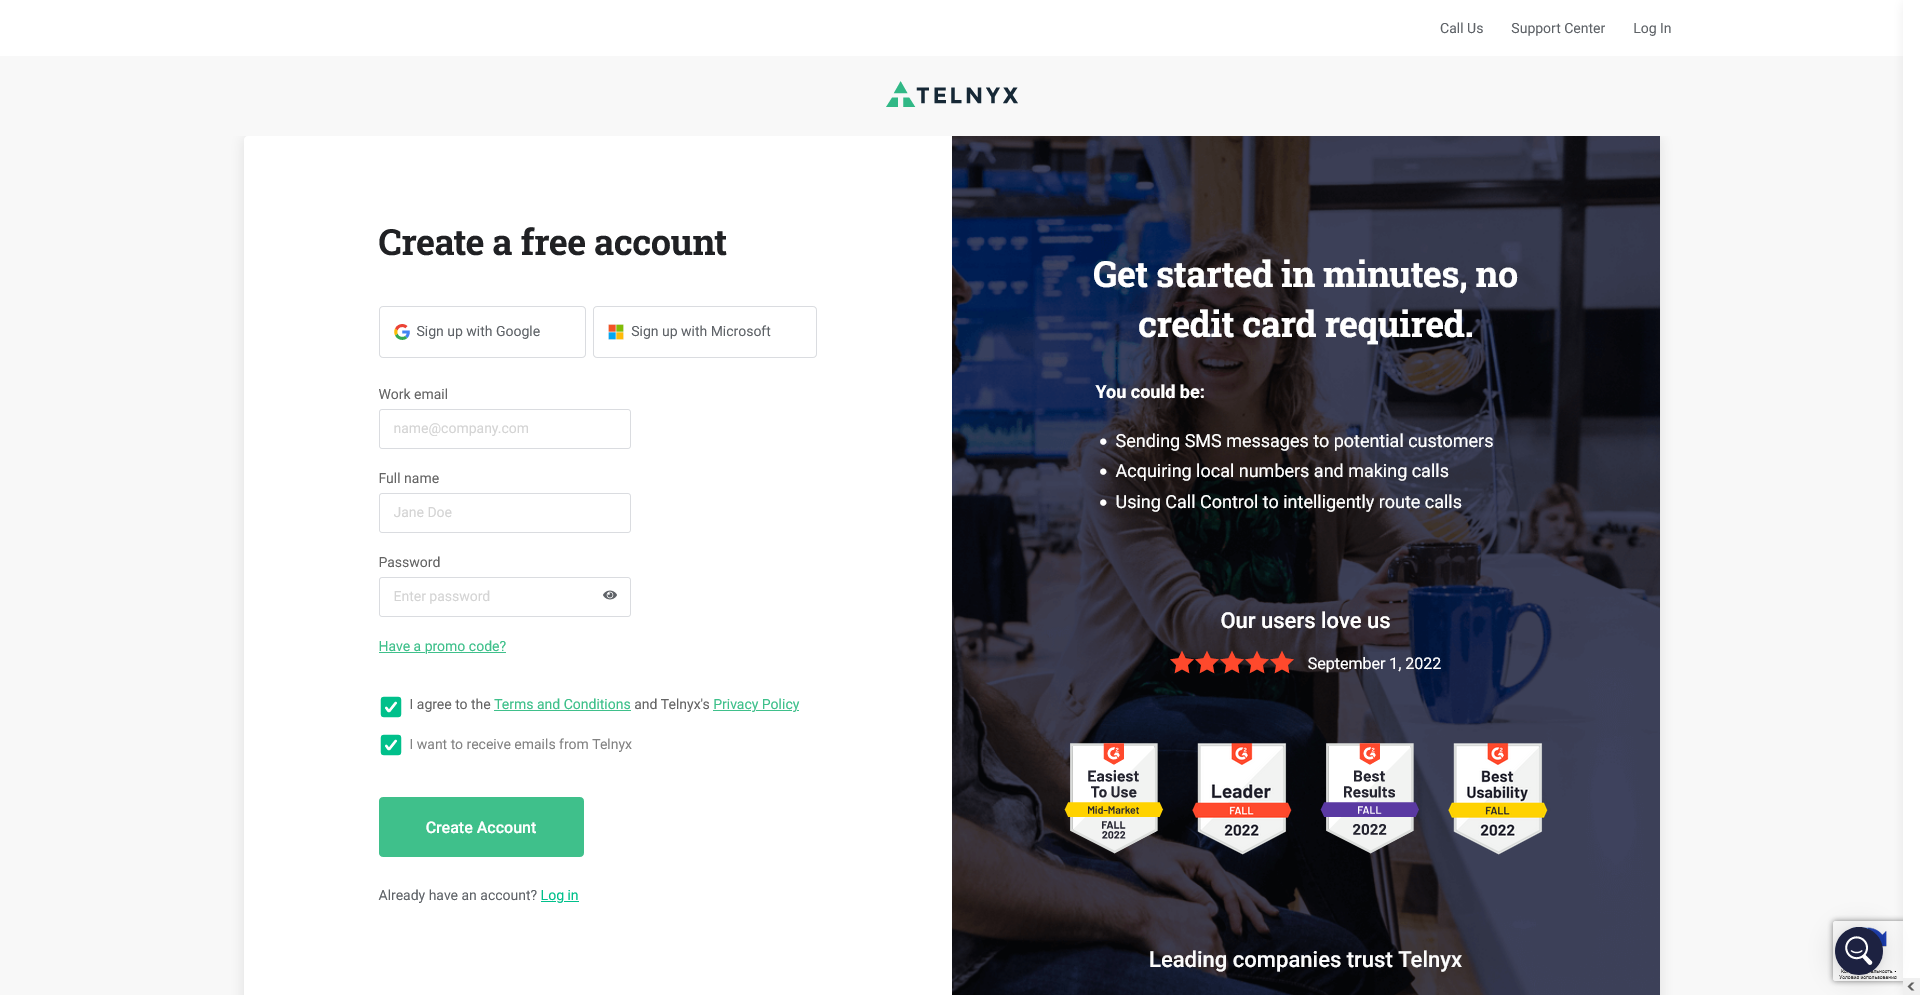 Call Us
Support Center
Log In
TELNYX
Create a free account
Sign up with Google
Sign up with Microsoft
Work email
name@company.com
Full name
Jane Doe
Password
Enter password
Have a promo code?
I agree to the Terms and Conditions and Telnyx's Privacy Policy
I want to receive emails from Telnyx
Create Account
Already have an account? Log in
Get started in minutes, no
credit card required.
You could be:
• Sending SMS messages to potential customers
• Acquiring local numbers and making calls
• Using Call Control to intelligently route calls
Our users love us
September 1, 2022
Easiest
To Use
Mid-Market
FALL
2022
Leader
FALL
2022
Best
Results
FALL
2022
Best
Usability
FALL
2022
Leading companies trust Telnyx
Условия использования